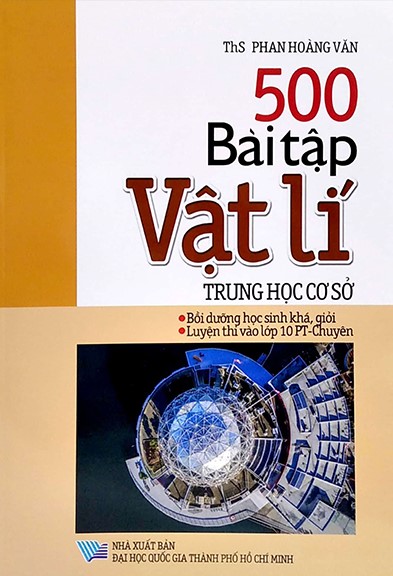 ThS PHAN HOÀNG VĂN
500
Bài tập
Vật lí
TRUNG HỌC CƠ SỞ
• Bồi dưỡng học sinh khá, giỏi
• Luyện thi vào lớp 10 PT-Chuyên
NHÀ XUẤT BẢN
ĐẠI HỌC QUỐC GIA THÀNH PHỐ HỒ CHÍ MINH